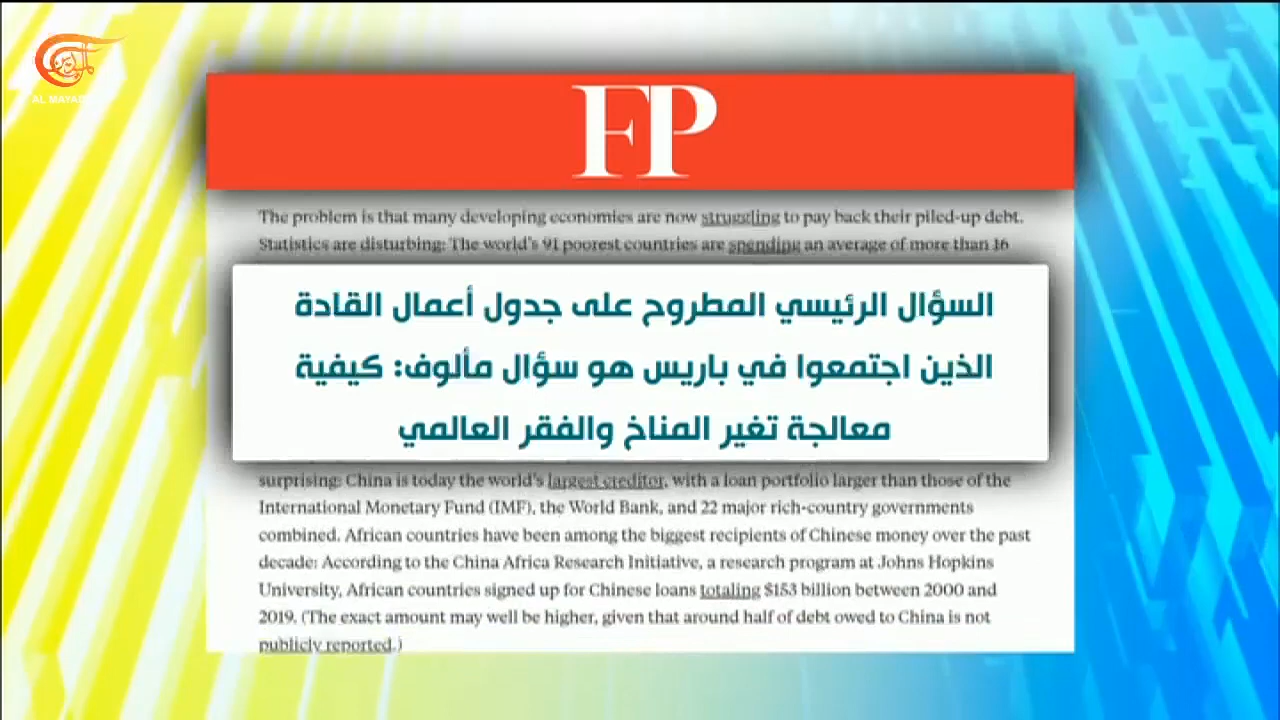 AL MAYADEEN
FP
The problem is that many developing economies are now struggling to pay back their piled-up debt.
Statistics are disturbing: The world's 91 poorest countries are spending an average of more than 16
السؤال الرئيسي المطروح على جدول أعمال القادة
الذين اجتمعوا في باريس هو سؤال مألوف: كيفية
معالجة تغير المناخ والفقر العالمي
surprising: China is today the world's largest creditor, with a loan portfolio larger than those of the
International Monetary Fund (IMF), the World Bank, and 22 major rich-country governments
combined. African countries have been among the biggest recipients of Chinese money over the past
decade: According to the China Africa Research Initiative, a research program at Johns Hopkins
University, African countries signed up for Chinese loans totaling $153 billion between 2000 and
2019. (The exact amount may well be higher, given that around half of debt owed to China is not
publicly reported.)